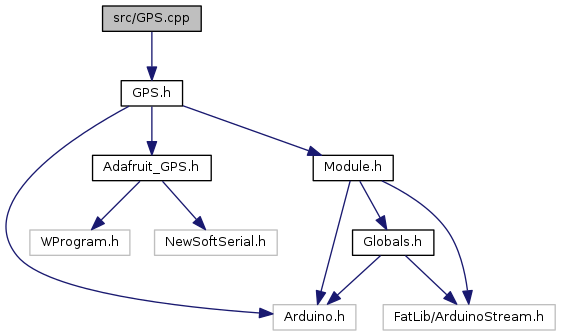 src/GPS.cpp
GPS.h
Adafruit_GPS.h
Module.h
WProgram.h
NewSoftSerial.h
Globals.h
Arduino.h
FatLib/ArduinoStream.h